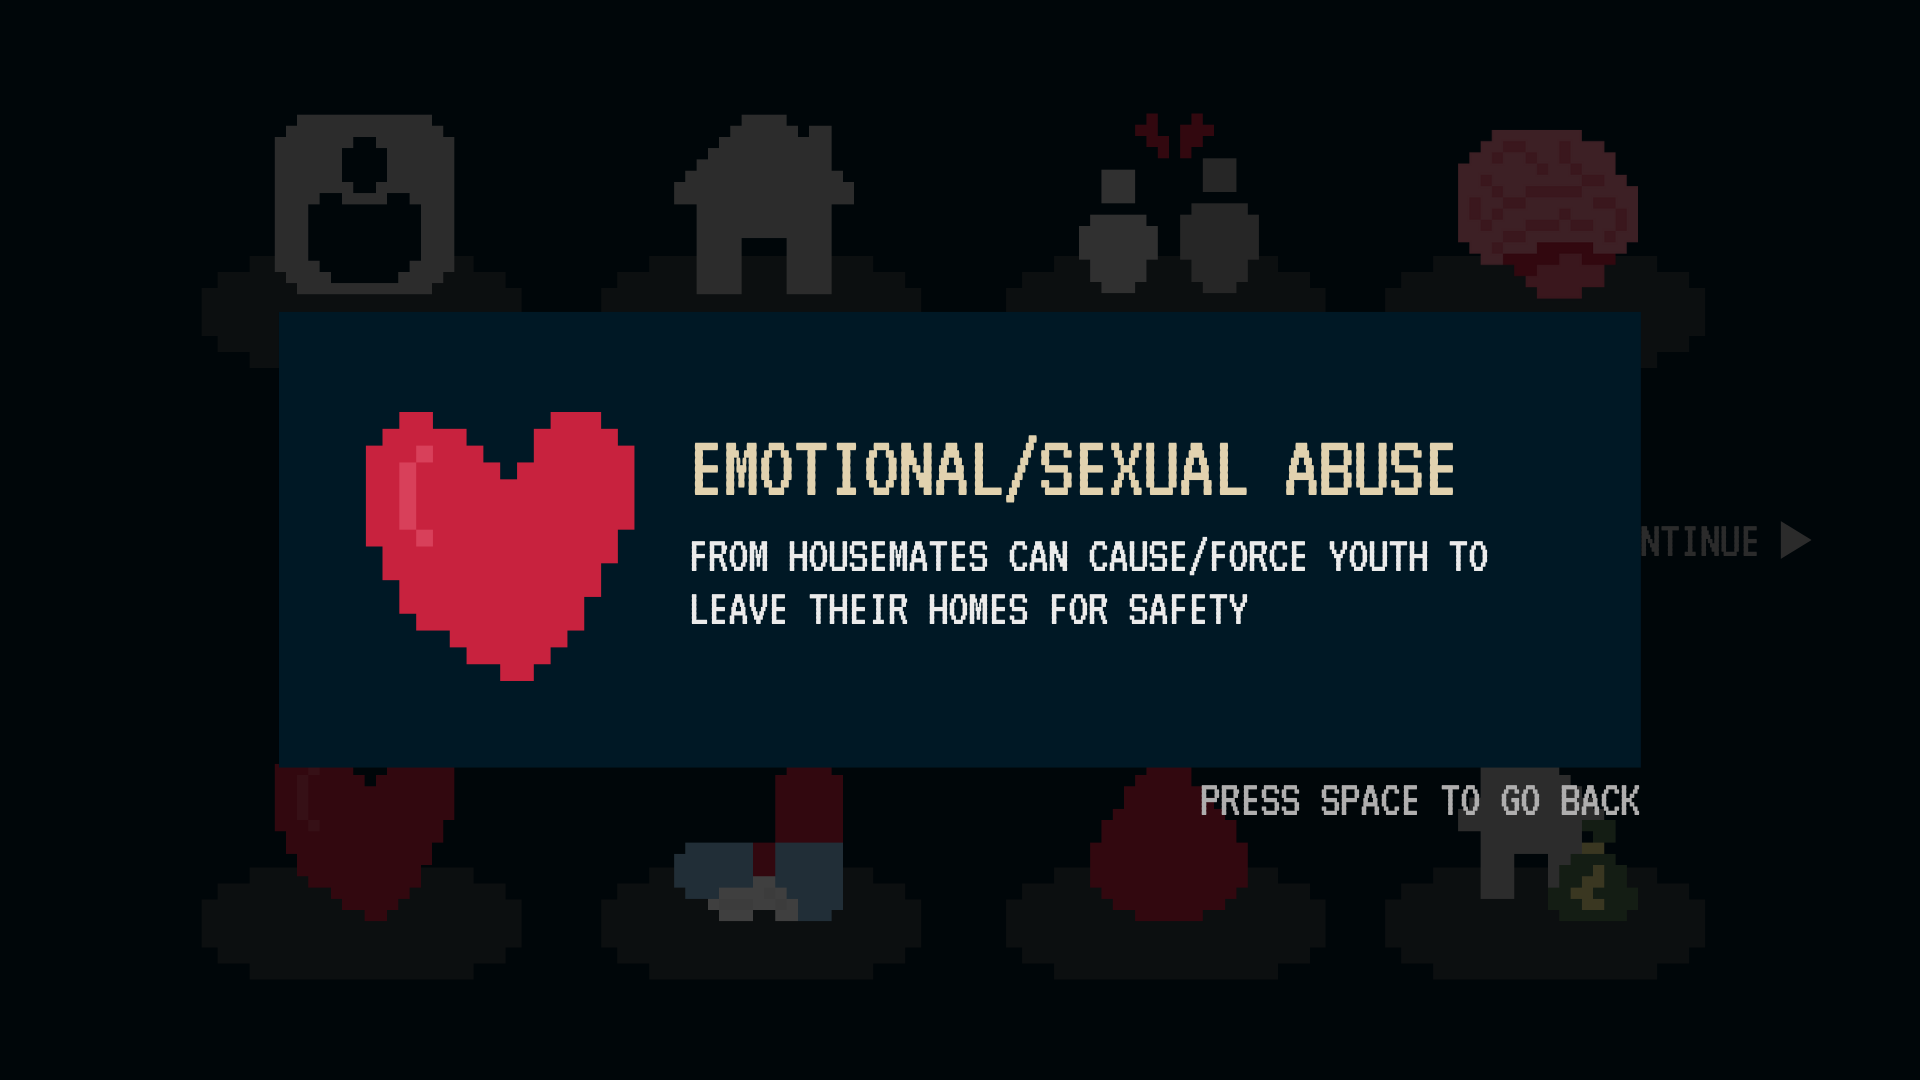 EMOTIONAL/SEXUAL ABUSE
FROM HOUSEMATES CAN CAUSE/FORCE YOUTH TO
LEAVE THEIR HOMES FOR SAFETY
NTINUE
PRESS SPACE TO GO BACK